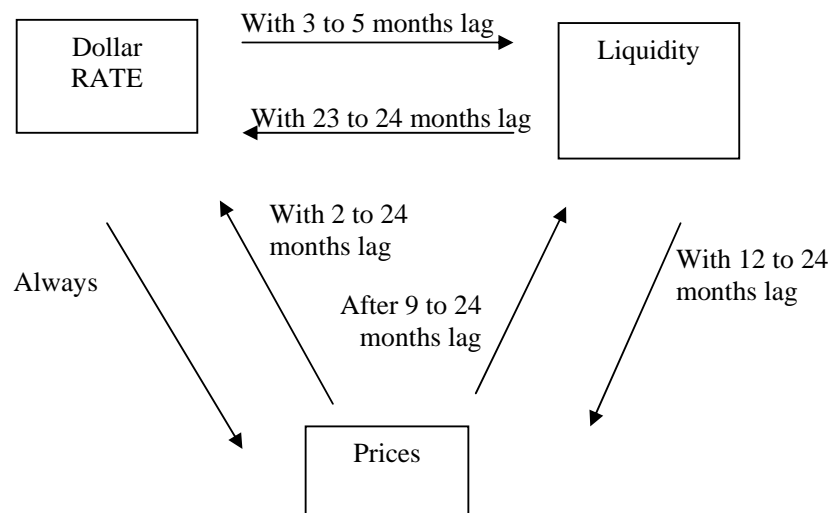 With 3 to 5 months lag
Dollar
RATE
Liquidity
With 23 to 24 months lag
With 2 to 24
months lag
With 12 to 24
months lag
Always
After 9 to 24
months lag
Prices